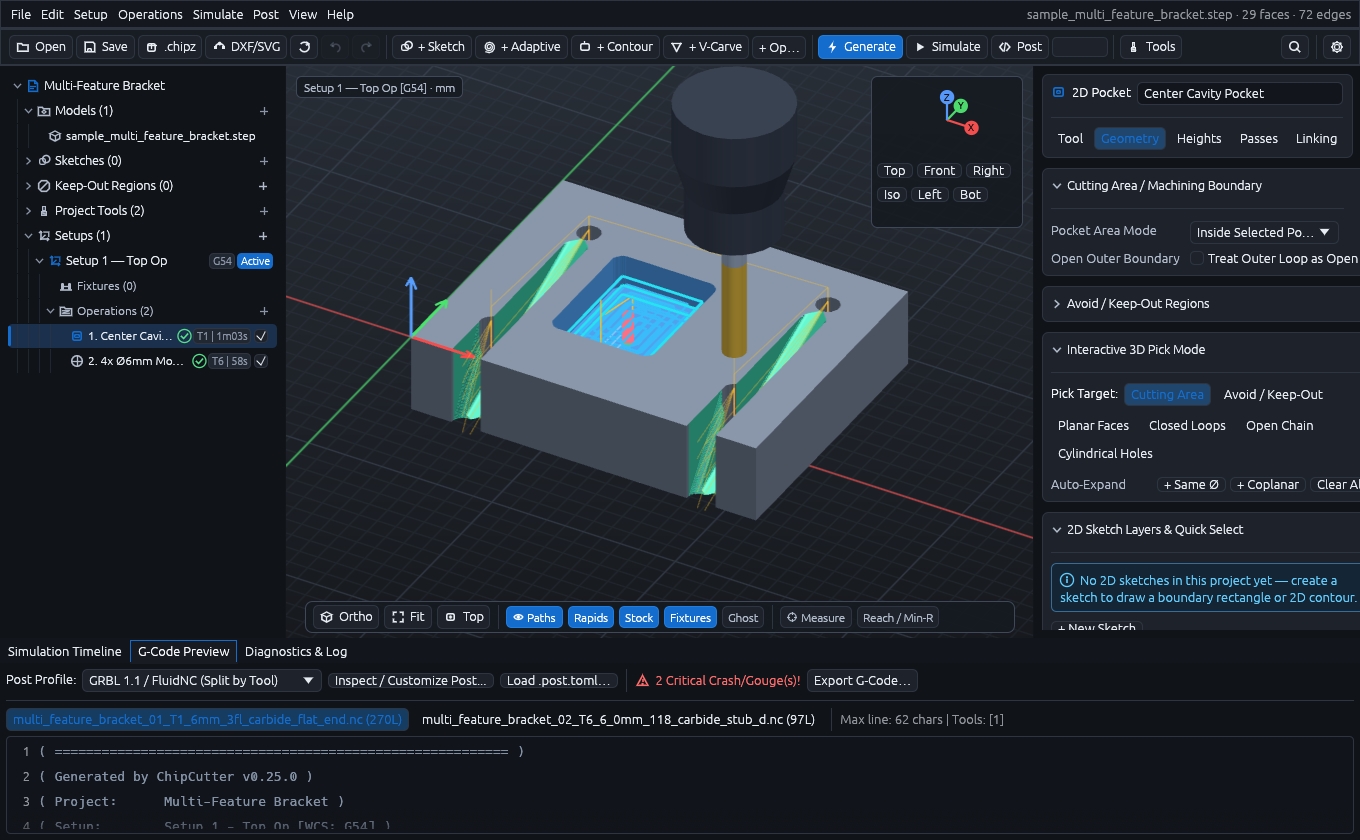 File Edit Setup Operations Simulate Post View Help
sample_multi_feature_bracket.step · 29 faces · 72 edges
Open Save .chipz DXF/SVG + Sketch + Adaptive + Contour + V-Carve + Op... Generate Simulate Post Tools
Multi-Feature Bracket
Models (1) +
sample_multi_feature_bracket.step
Sketches (0) +
Keep-Out Regions (0) +
Project Tools (2) +
Setups (1) +
Setup 1 — Top Op G54 Active
Fixtures (0)
Operations (2) +
1. Center Cavi... T1 | 1m03s
2. 4x Ø6mm Mo... T6 | 58s
Setup 1 — Top Op [G54] · mm
Z
Y
X
Top Front Right
Iso Left Bot
Ortho Fit Top Paths Rapids Stock Fixtures Ghost Measure Reach / Min-R
2D Pocket Center Cavity Pocket
Tool Geometry Heights Passes Linking
Cutting Area / Machining Boundary
Pocket Area Mode Inside Selected Po...
Open Outer Boundary Treat Outer Loop as Open
Avoid / Keep-Out Regions
Interactive 3D Pick Mode
Pick Target: Cutting Area Avoid / Keep-Out
Planar Faces Closed Loops Open Chain
Cylindrical Holes
Auto-Expand + Same Ø + Coplanar Clear Al
2D Sketch Layers & Quick Select
No 2D sketches in this project yet — create a
sketch to draw a boundary rectangle or 2D contour.
+ New Sketch
Simulation Timeline G-Code Preview Diagnostics & Log
Post Profile: GRBL 1.1 / FluidNC (Split by Tool) Inspect / Customize Post... Load .post.toml... 2 Critical Crash/Gouge(s)! Export G-Code...
multi_feature_bracket_01_T1_6mm_3fl_carbide_flat_end.nc (270L) multi_feature_bracket_02_T6_6_0mm_118_carbide_stub_d.nc (97L) Max line: 62 chars | Tools: [1]
1 ( ========================================================== )
2 ( Generated by ChipCutter v0.25.0 )
3 ( Project: Multi-Feature Bracket )
4 ( Setup: Setup 1 - Top Op [WCS: G54] )